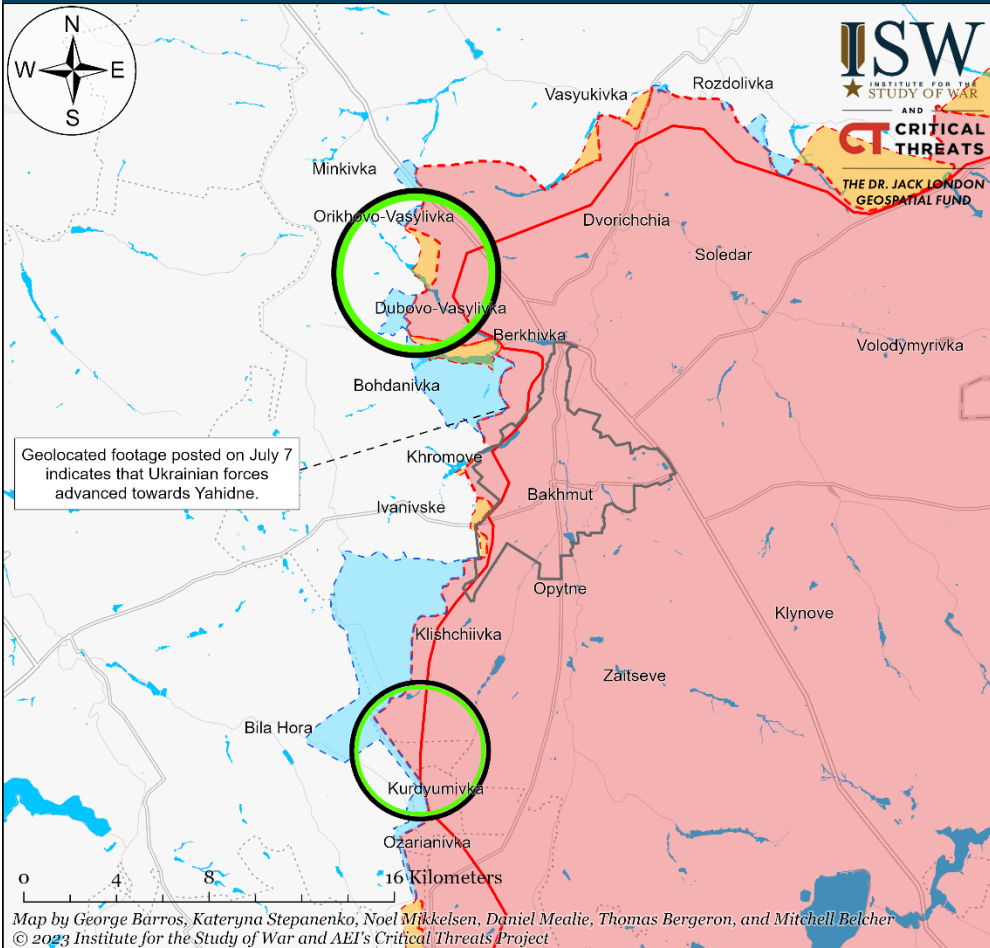 N
W
E
S
ISW
INSTITUTE FOR THE
STUDY OF WAR
AND
CT CRITICAL
THREATS
THE DR. JACK LONDON
GEOSPATIAL FUND
Rozdolivka
Vasyukivka
Minkivka
Orikhovo-Vasylivka
Dvorichchia
Soledar
Dubovo-Vasylivka
Berkhivka
Volodymyrivka
Bohdanivka
Geolocated footage posted on July 7
indicates that Ukrainian forces
advanced towards Yahidne.
Khromove
Bakhmut
Ivanivske
Opytne
Klynove
Klishchiivka
Zaitseve
Bila Hora
Kurdyumivka
Ozarianivka
0
4
8
16 Kilometers
Map by George Barros, Kateryna Stepanenko, Noel Mikkelsen, Daniel Mealie, Thomas Bergeron, and Mitchell Belcher
© 2023 Institute for the Study of War and AEI's Critical Threats Project